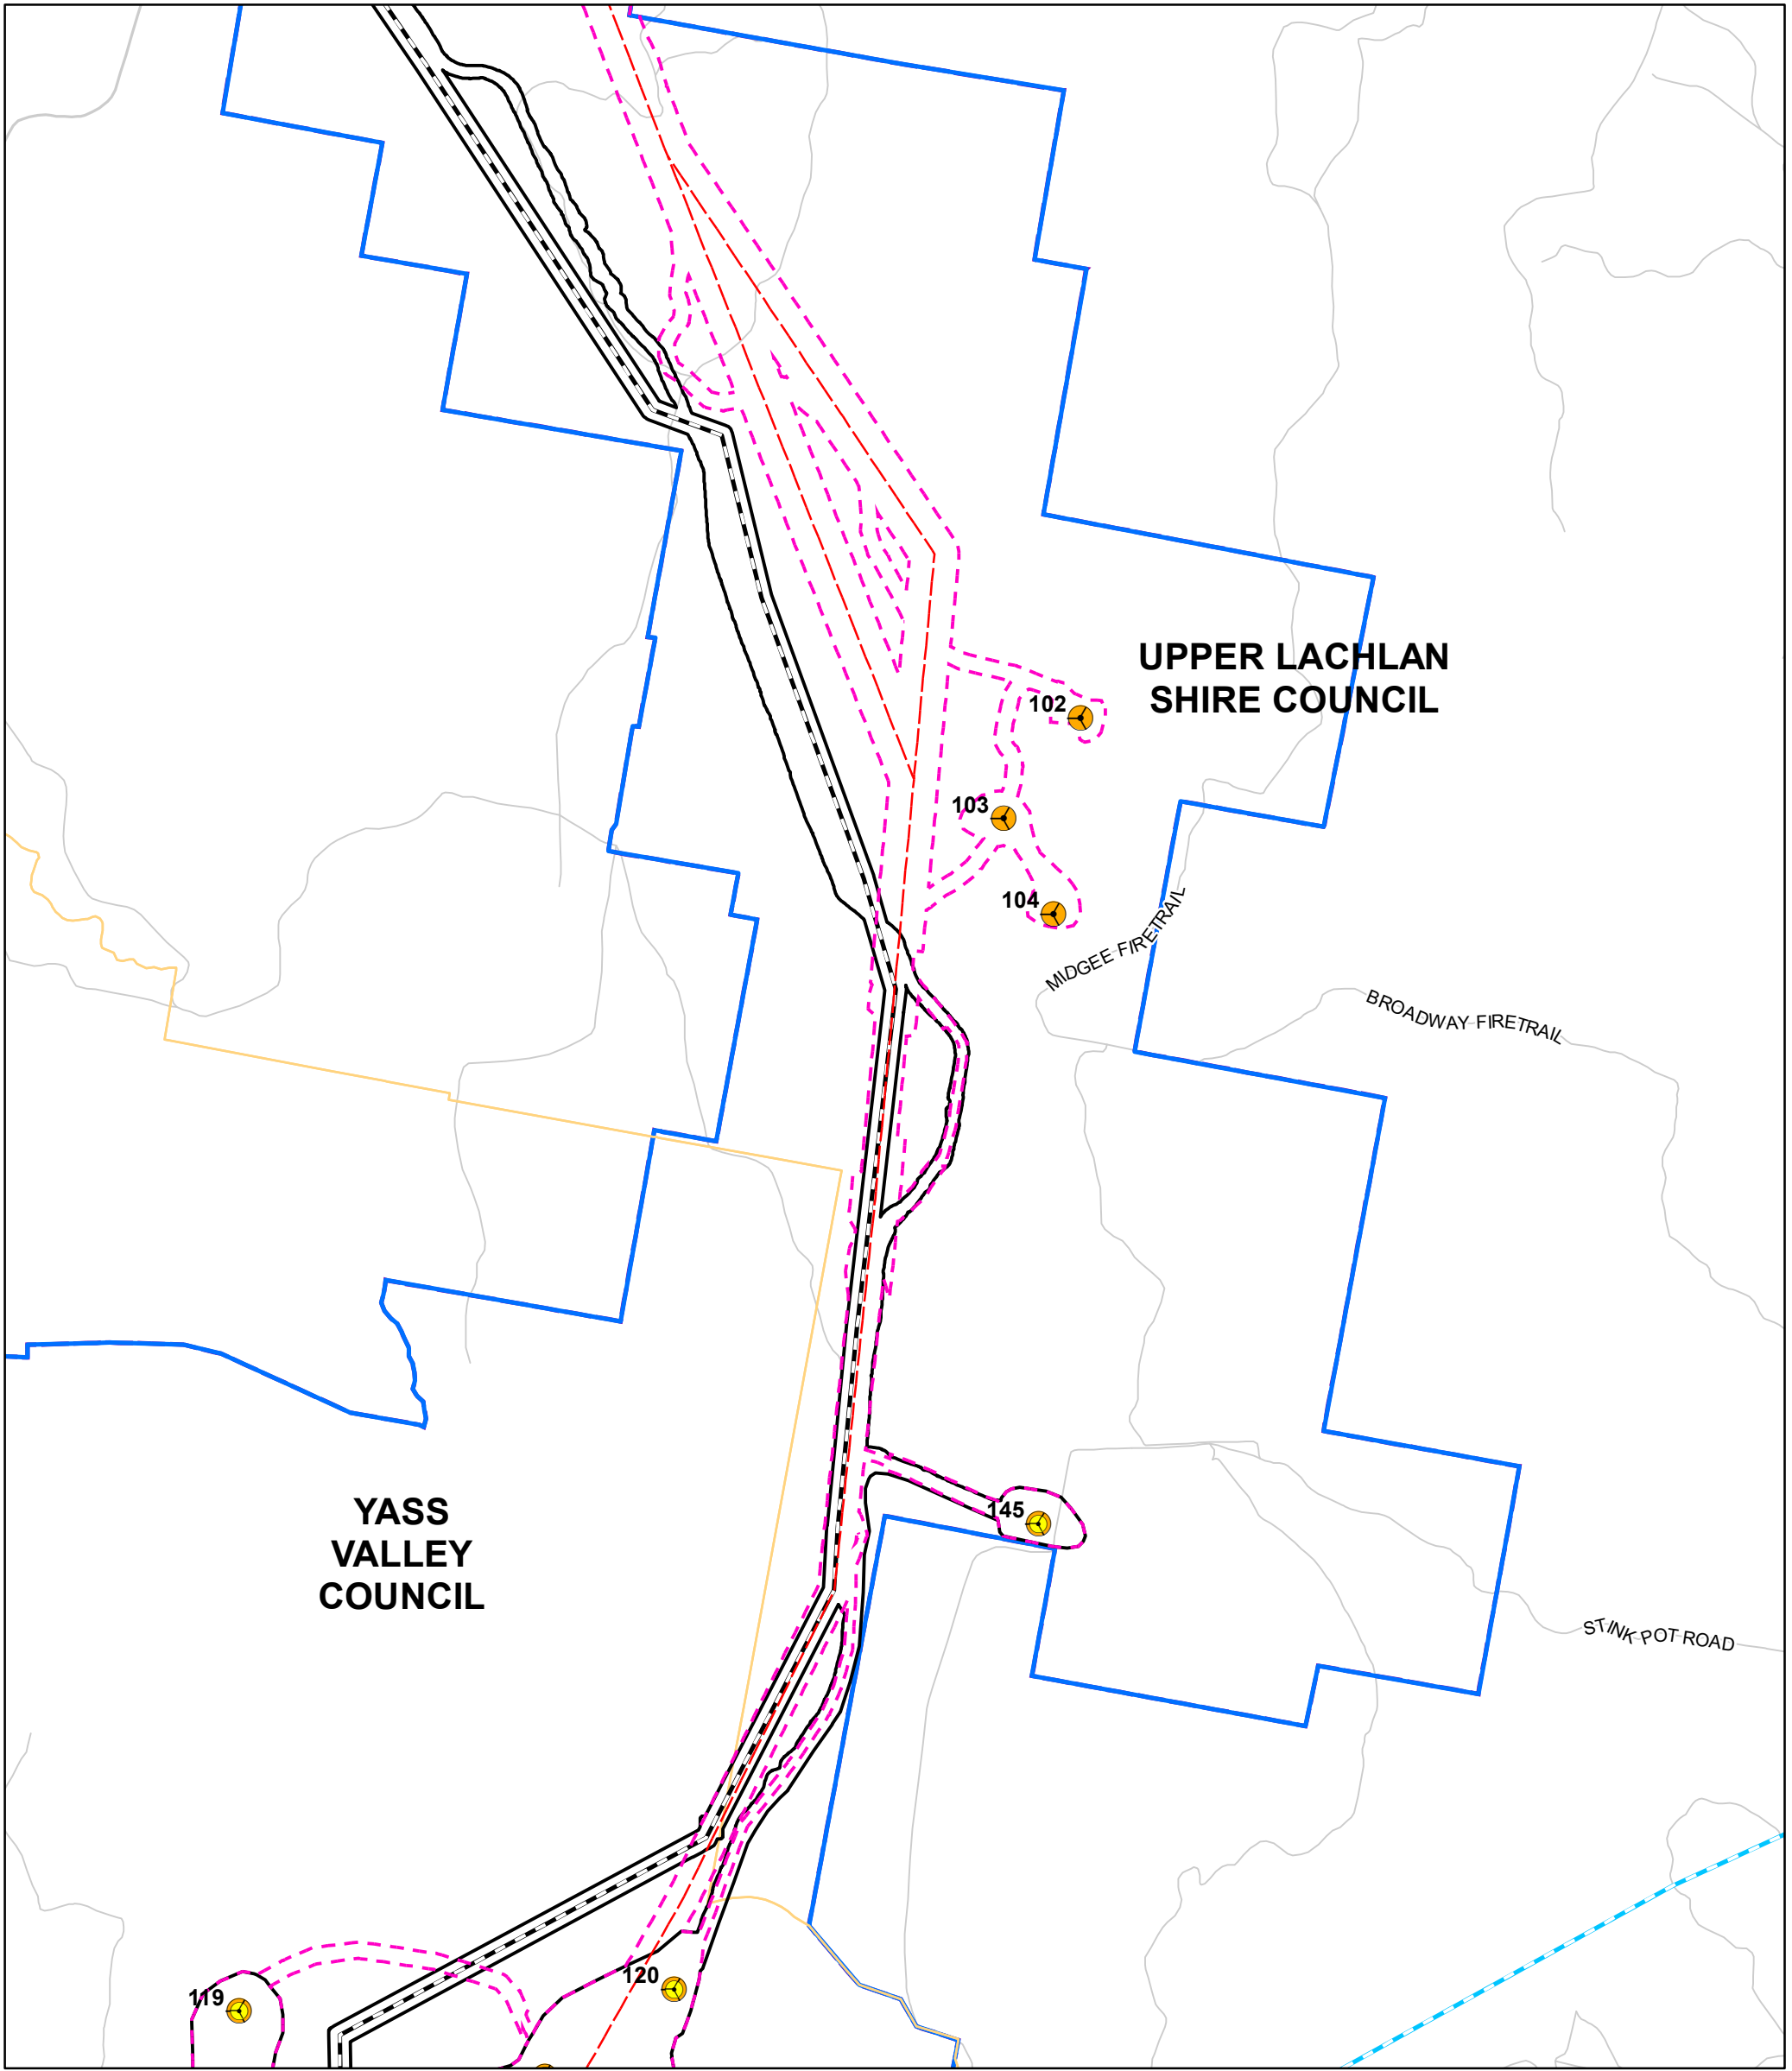 UPPER LACHLAN
SHIRE COUNCIL
102
103
104
MIDGEE FIRETRAIL
BROADWAY FIRETRAIL
YASS
VALLEY
COUNCIL
145
STINK POT ROAD
120
119